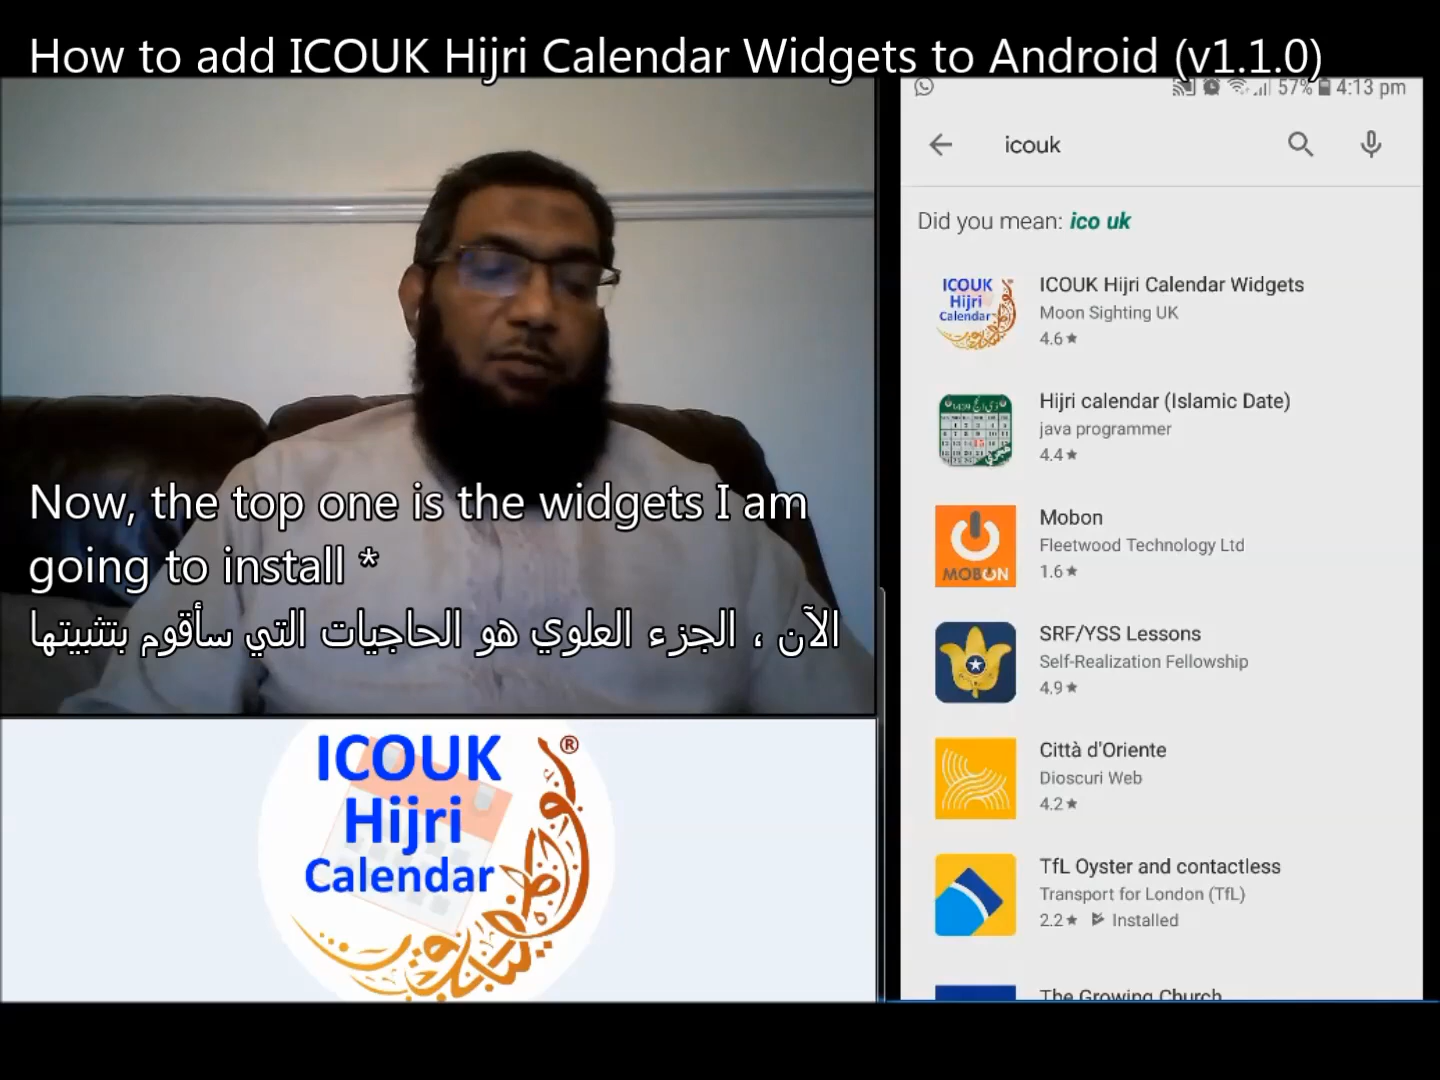 How to add ICOUK Hijri Calendar Widgets to Android (v1.1.0)
57% 4:13 pm
icouk
Did you mean: ico uk
ICOUK
Hijri
Calendar
ICOUK Hijri Calendar Widgets
Moon Sighting UK
4.6★
Hijri calendar (Islamic Date)
java programmer
4.4★
MOBON
Mobon
Fleetwood Technology Ltd
1.6★
SRF/YSS Lessons
Self-Realization Fellowship
4.9★
Città d'Oriente
Dioscuri Web
4.2★
TfL Oyster and contactless
Transport for London (TfL)
2.2★ Installed
The Growing Church
Now, the top one is the widgets I am
going to install *
الآن ، الجزء العلوي هو الحاجيات التي سأقوم بتثبيتها
ICOUK ®
Hijri
Calendar